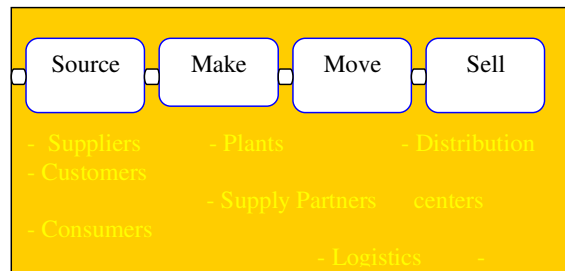 Source Make Move Sell
- Suppliers - Plants - Distribution
- Customers
- Supply Partners centers
- Consumers
- Logistics -